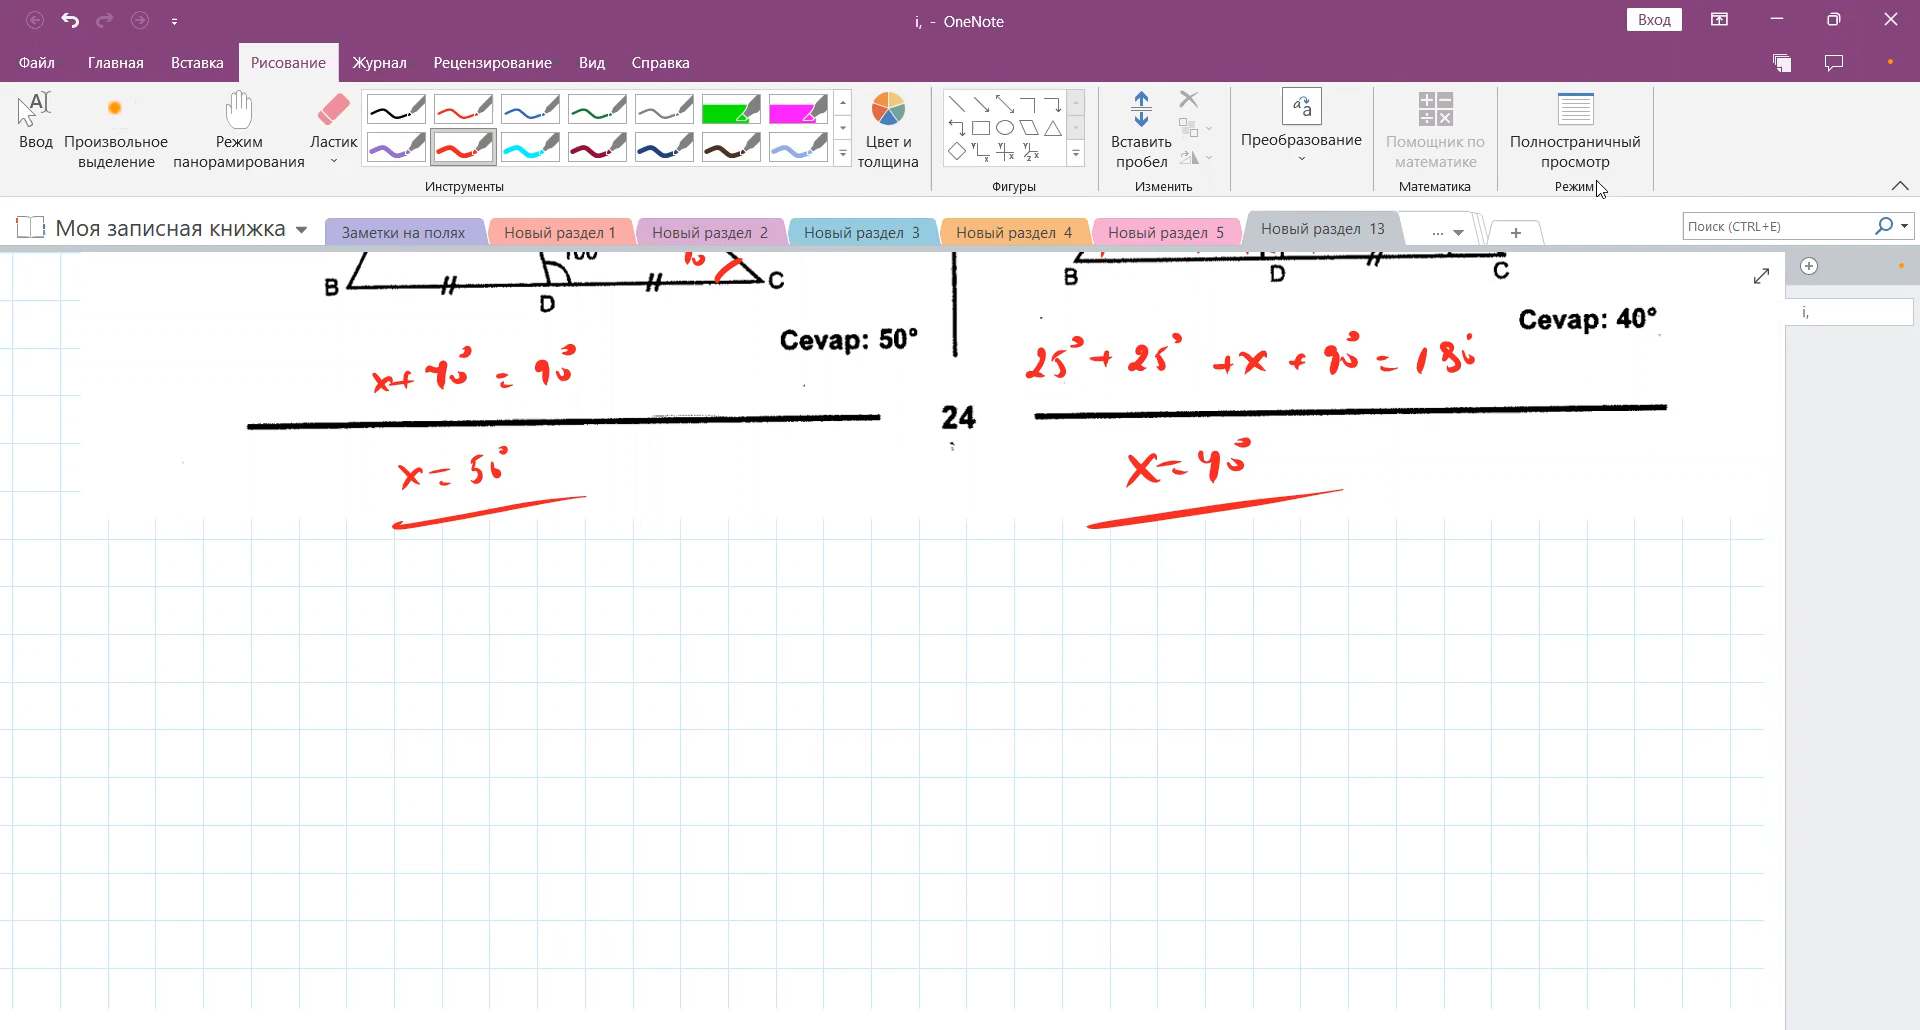 i, - OneNote
Вход
Файл Главная Вставка Рисование Журнал Рецензирование Вид Справка
Ввод
Произвольное выделение
Режим панорамирования
Ластик
Цвет и толщина
Вставить пробел
Преобразование
Помощник по математике
Полностраничный просмотр
Инструменты Фигуры Изменить Математика Режим
Моя записная книжка
Заметки на полях Новый раздел 1 Новый раздел 2 Новый раздел 3 Новый раздел 4 Новый раздел 5 Новый раздел 13 ...
Поиск (CTRL+E)
i,
B D C
B D C
Cevap: 50°
Cevap: 40°
x+40°=90°
25°+25°+x+90°=180°
24
x=50°
x=40°